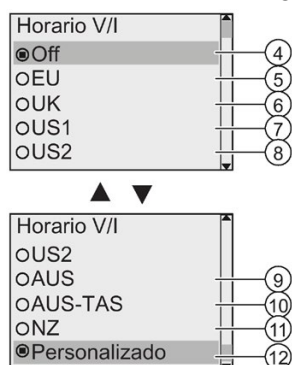 Horario V/I
Off 4
EU 5
UK 6
US1 7
US2 8
Horario V/I
US2
AUS 9
AUS-TAS 10
NZ 11
Personalizado 12